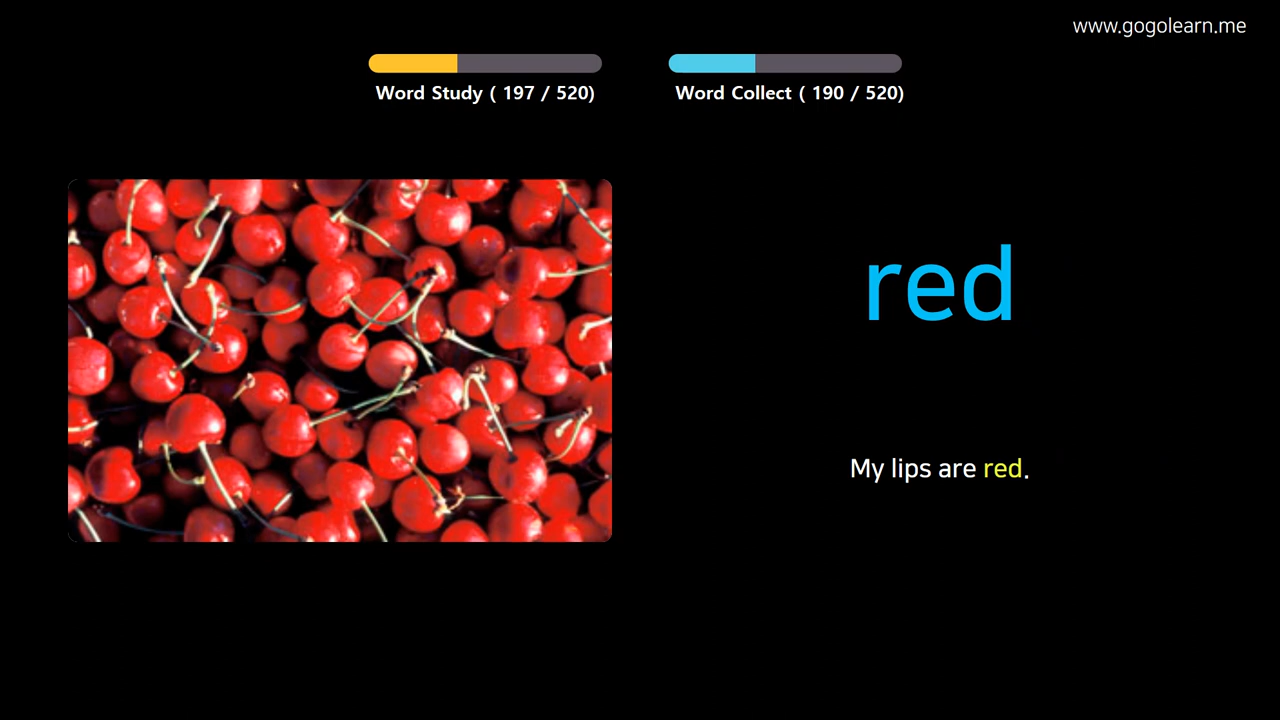 www.gogolearn.me
Word Study ( 197 / 520)
Word Collect ( 190 / 520)
red
My lips are red.